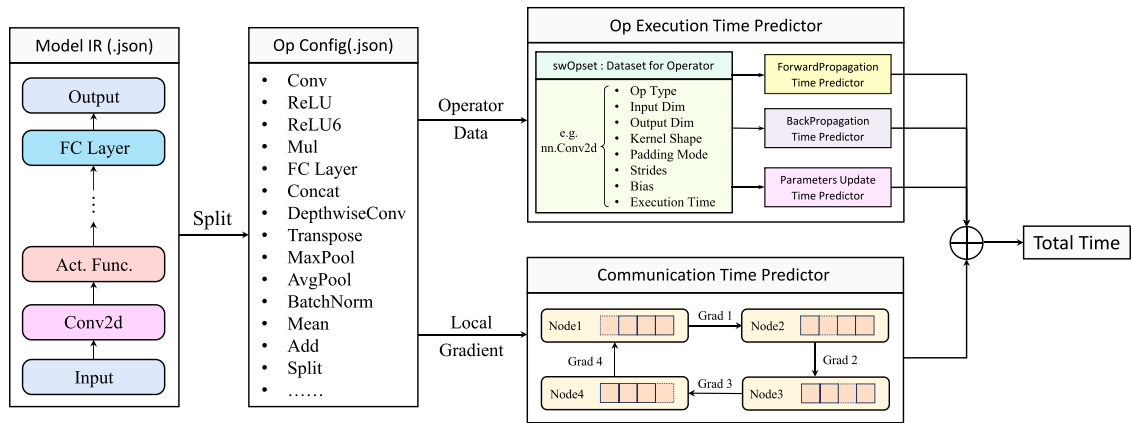 Model IR (.json)
Output
FC Layer
Act. Func.
Conv2d
Input
Split
Op Config(.json)
• Conv
• ReLU
• ReLU6
• Mul
• FC Layer
• Concat
• DepthwiseConv
• Transpose
• MaxPool
• AvgPool
• BatchNorm
• Mean
• Add
• Split
• ......
Operator
Data
Local
Gradient
Op Execution Time Predictor
swOpset : Dataset for Operator
e.g.
nn.Conv2d
• Op Type
• Input Dim
• Output Dim
• Kernel Shape
• Padding Mode
• Strides
• Bias
• Execution Time
ForwardPropagation
Time Predictor
BackPropagation
Time Predictor
Parameters Update
Time Predictor
Communication Time Predictor
Node1
Grad 1
Node2
Grad 2
Grad 4
Node4
Grad 3
Node3
Total Time